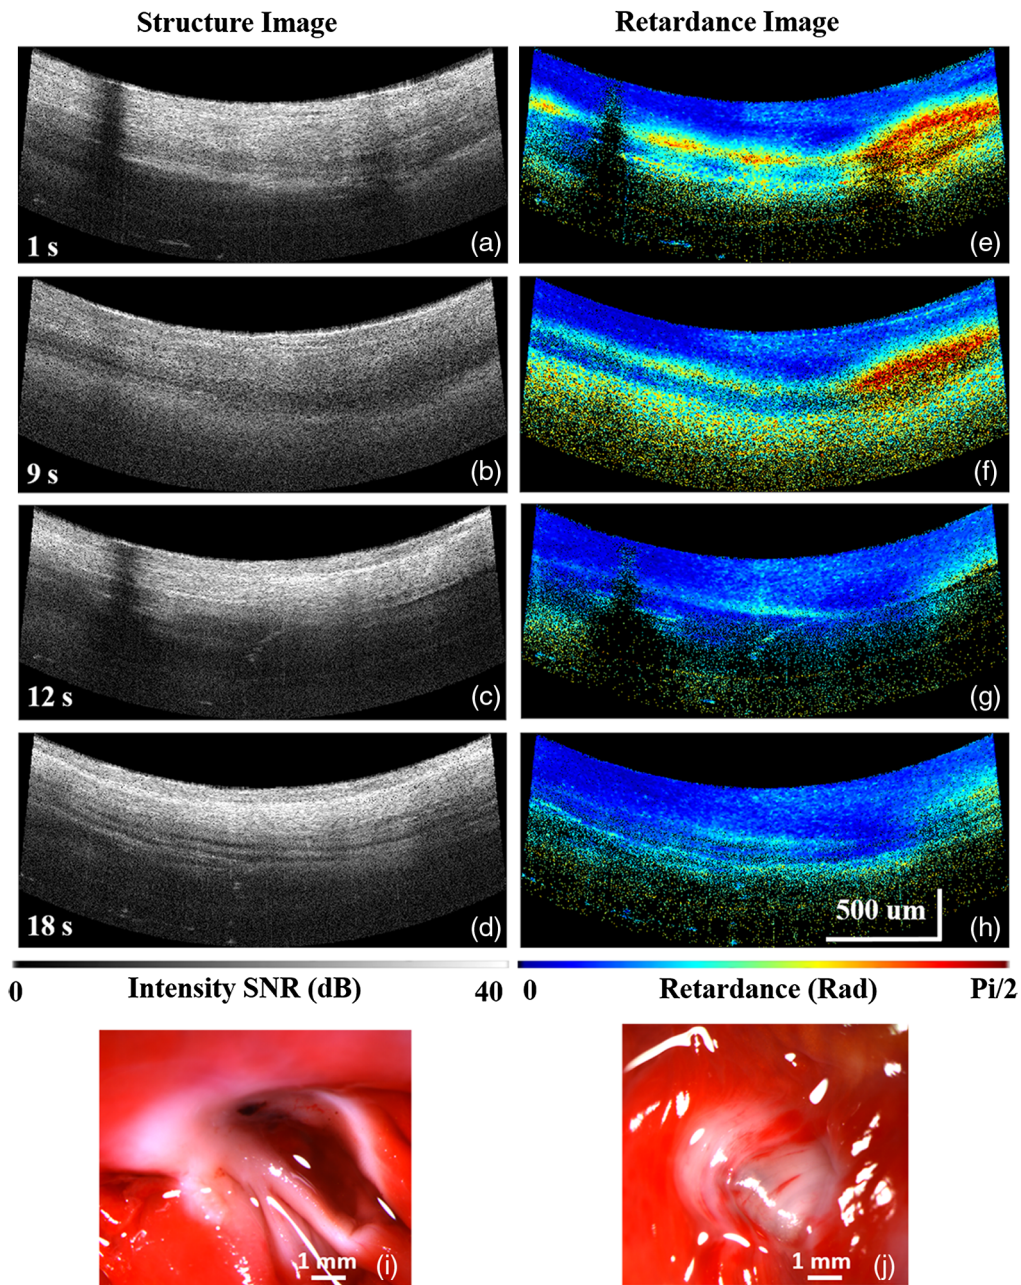 Structure Image
Retardance Image
1 s
(a)
(e)
9 s
(b)
(f)
12 s
(c)
(g)
18 s
(d)
500 um
(h)
0
Intensity SNR (dB)
40
0
Retardance (Rad)
Pi/2
1 mm
(i)
1 mm
(j)